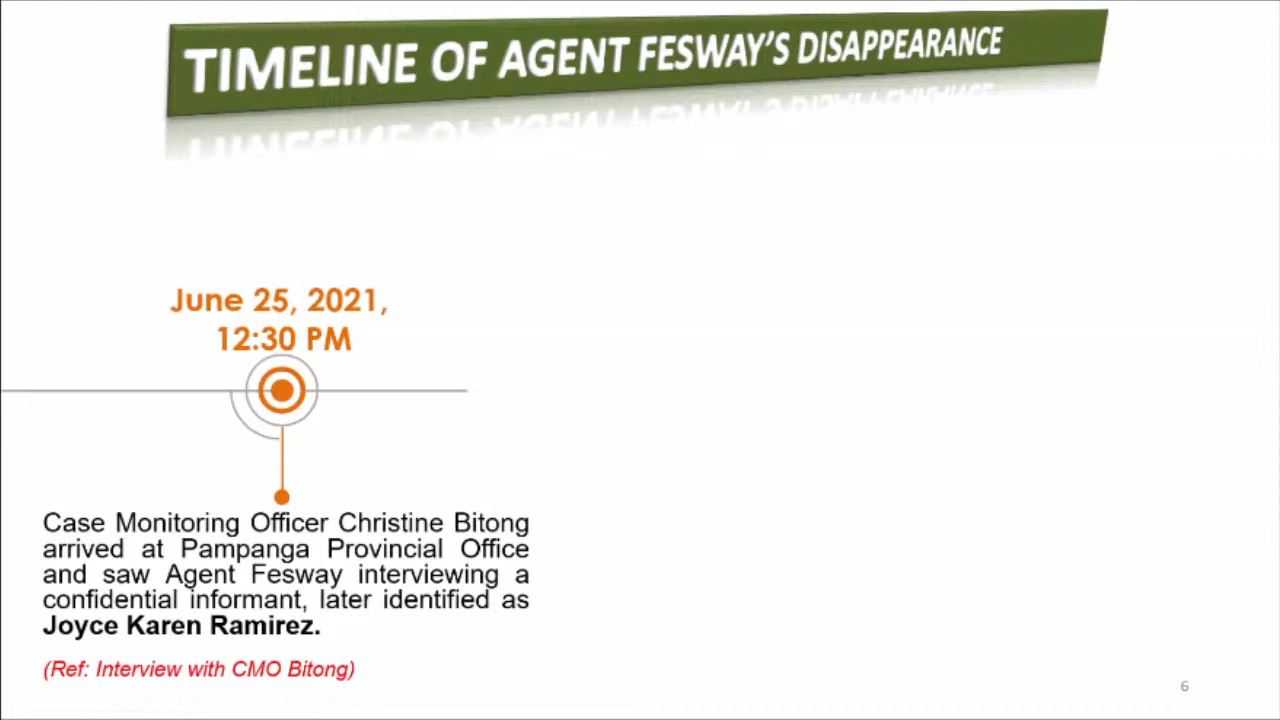 TIMELINE OF AGENT FESWAY'S DISAPPEARANCE
June 25, 2021,
12:30 PM
Case Monitoring Officer Christine Bitong
arrived at Pampanga Provincial Office
and saw Agent Fesway interviewing a
confidential informant, later identified as
Joyce Karen Ramirez.
(Ref: Interview with CMO Bitong)
6